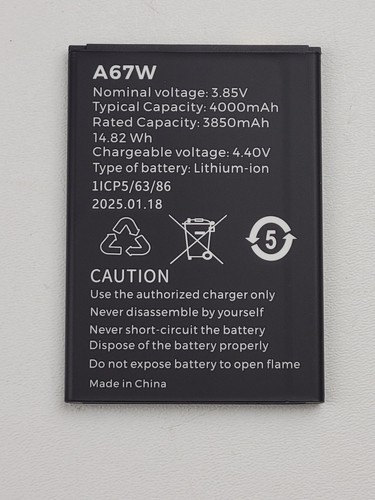 A67W
Nominal voltage: 3.85V
Typical Capacity: 4000mAh
Rated Capacity: 3850mAh
14.82 Wh
Chargeable voltage: 4.40V
Type of battery: Lithium-ion
1ICP5/63/86
2025.01.18
5
CAUTION
Use the authorized charger only
Never disassemble by yourself
Never short-circuit the battery
Dispose of the battery properly
Do not expose battery to open flame
Made in China